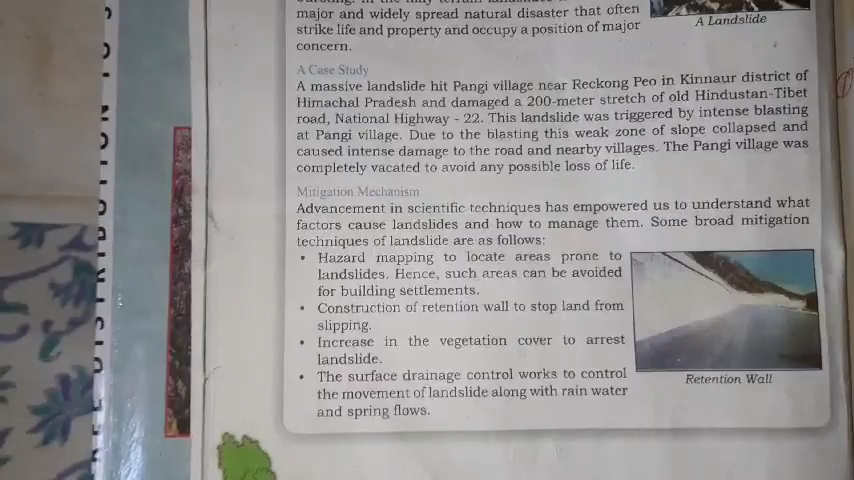 major and widely spread natural disaster that often
strike life and property and occupy a position of major
concern.
A Landslide
A Case Study
A massive landslide hit Pangi village near Reckong Peo in Kinnaur district of
Himachal Pradesh and damaged a 200-meter stretch of old Hindustan-Tibet
road, National Highway - 22. This landslide was triggered by intense blasting
at Pangi village. Due to the blasting this weak zone of slope collapsed and
caused intense damage to the road and nearby villages. The Pangi village was
completely vacated to avoid any possible loss of life.
Mitigation Mechanism
Advancement in scientific techniques has empowered us to understand what
factors cause landslides and how to manage them. Some broad mitigation
techniques of landslide are as follows:
• Hazard mapping to locate areas prone to
landslides. Hence, such areas can be avoided
for building settlements.
• Construction of retention wall to stop land from
slipping.
• Increase in the vegetation cover to arrest
landslide.
• The surface drainage control works to control
the movement of landslide along with rain water
and spring flows.
Retention Wall